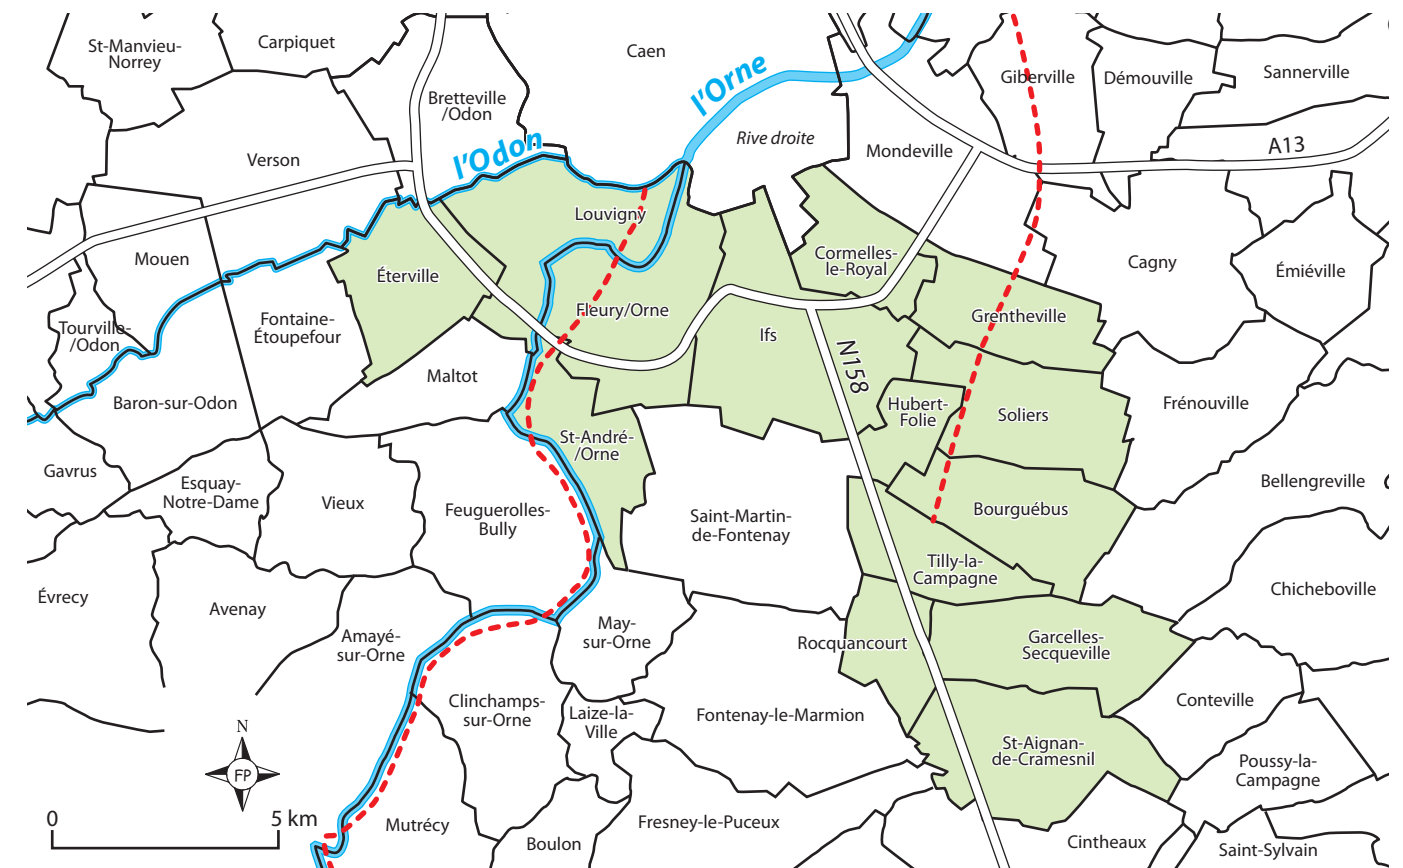 St-Manvieu-
Norrey
Carpiquet
Caen
l'Orne
Giberville
Démouville
Sannerville
Bretteville
/Odon
l'Odon
Rive droite
Mondeville
A13
Verson
Louvigny
Mouen
Éterville
Cormelles-
le-Royal
Cagny
Émiéville
Tourville-
/Odon
Fontaine-
Étoupefour
Fleury/Orne
Ifs
Grentheville
N158
Maltot
Baron-sur-Odon
Hubert-
Folie
Soliers
Frénouville
St-André-
/Orne
Gavrus
Esquay-
Notre-Dame
Vieux
Feuguerolles-
Bully
Saint-Martin-
de-Fontenay
Bourguébus
Bellengreville
Tilly-la-
Campagne
Évrecy
Avenay
Chicheboville
Amayé-
sur-Orne
May-
sur-Orne
Rocquancourt
Garcelles-
Secqueville
Clinchamps-
sur-Orne
Laize-la-
Ville
Fontenay-le-Marmion
Conteville
St-Aignan-
de-Cramesnil
Poussy-la-
Campagne
N
FP
0
5 km
Mutrécy
Boulon
Fresney-le-Puceux
Cintheaux
Saint-Sylvain